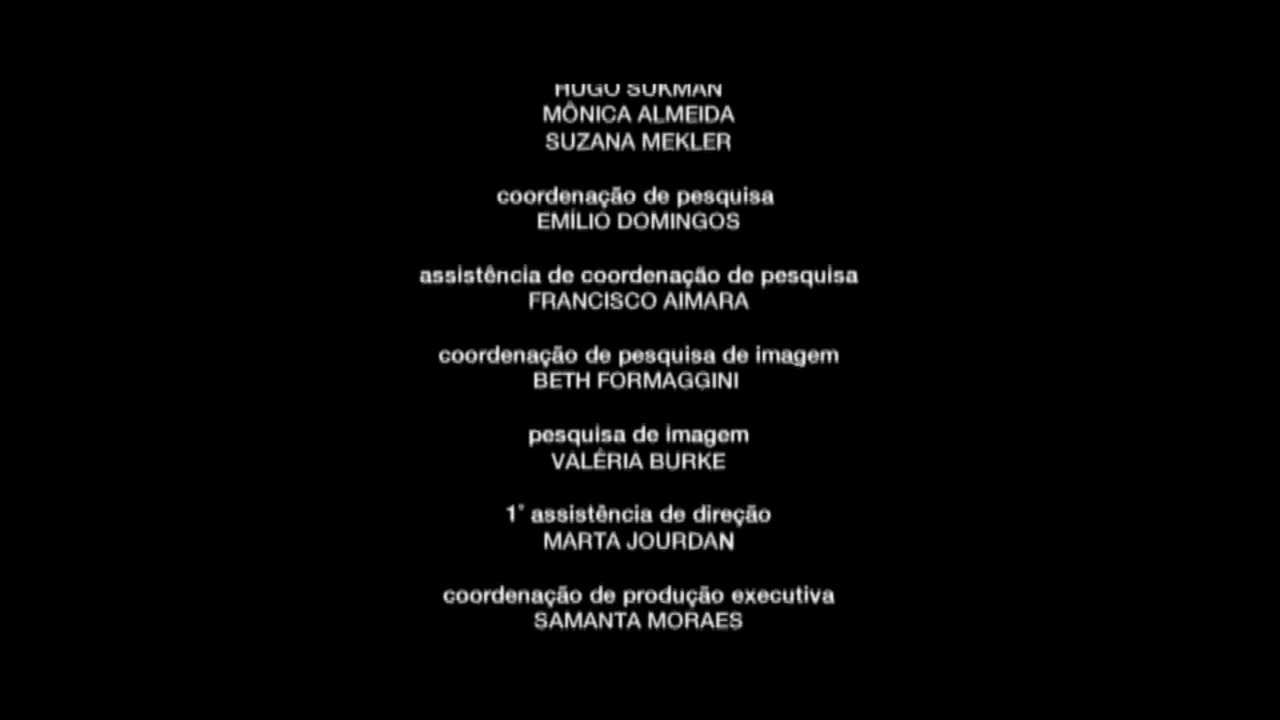 HUGO SUKMAN
MÔNICA ALMEIDA
SUZANA MEKLER
coordenação de pesquisa
EMÍLIO DOMINGOS
assistência de coordenação de pesquisa
FRANCISCO AIMARA
coordenação de pesquisa de imagem
BETH FORMAGGINI
pesquisa de imagem
VALÉRIA BURKE
1° assistência de direção
MARTA JOURDAN
coordenação de produção executiva
SAMANTA MORAES